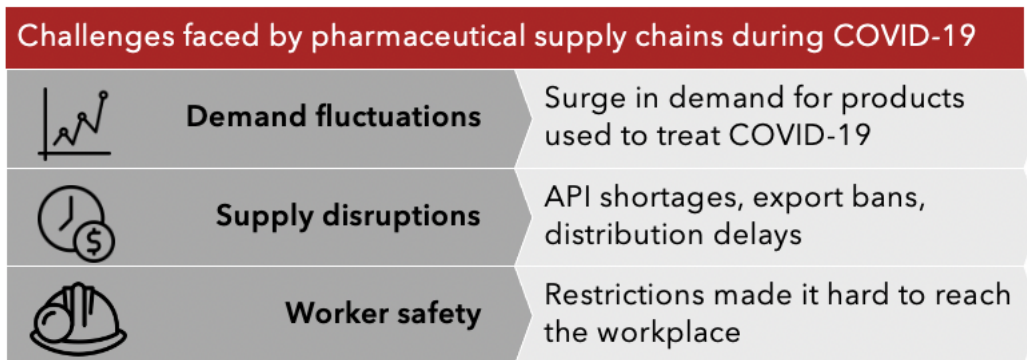 Challenges faced by pharmaceutical supply chains during COVID-19
Demand fluctuations
Surge in demand for products
used to treat COVID-19
Supply disruptions
API shortages, export bans,
distribution delays
$
Worker safety
Restrictions made it hard to reach
the workplace